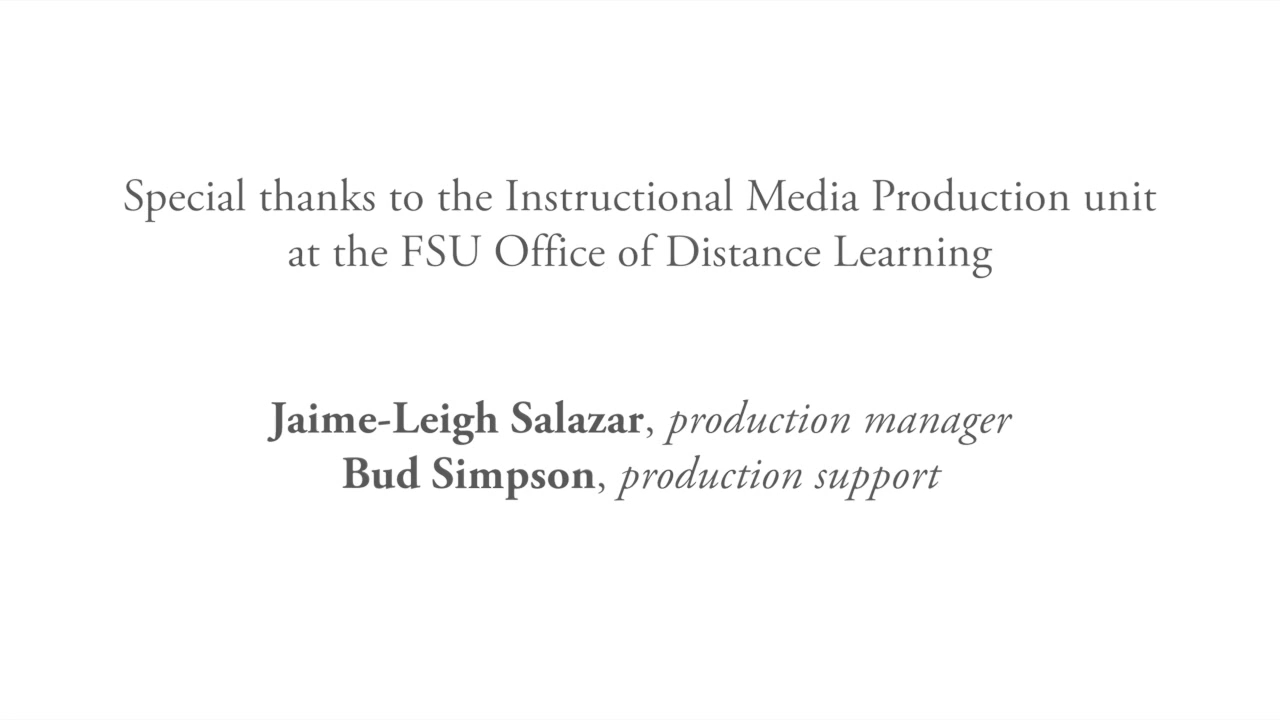 Special thanks to the Instructional Media Production unit
at the FSU Office of Distance Learning
Jaime-Leigh Salazar, production manager
Bud Simpson, production support